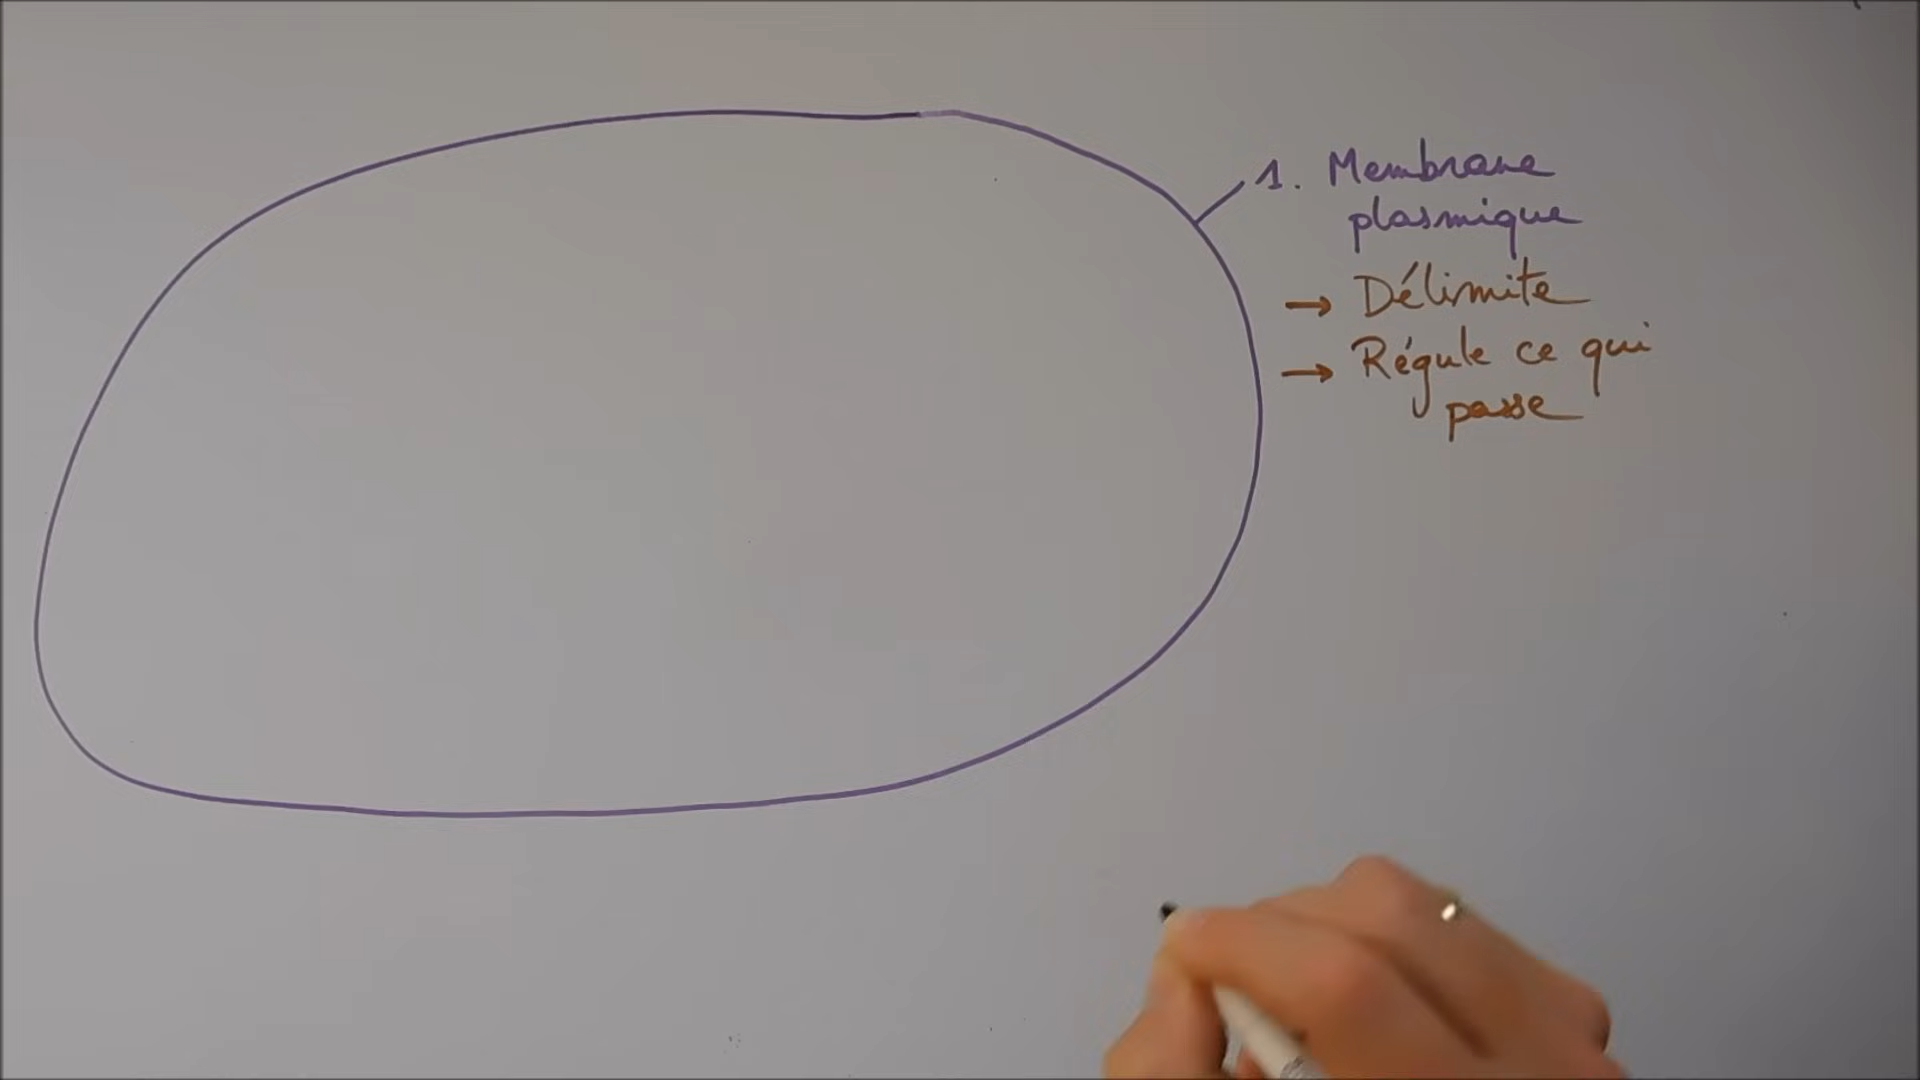 1. Membrane
plasmique
→ Délimite
→ Régule ce qui
passe